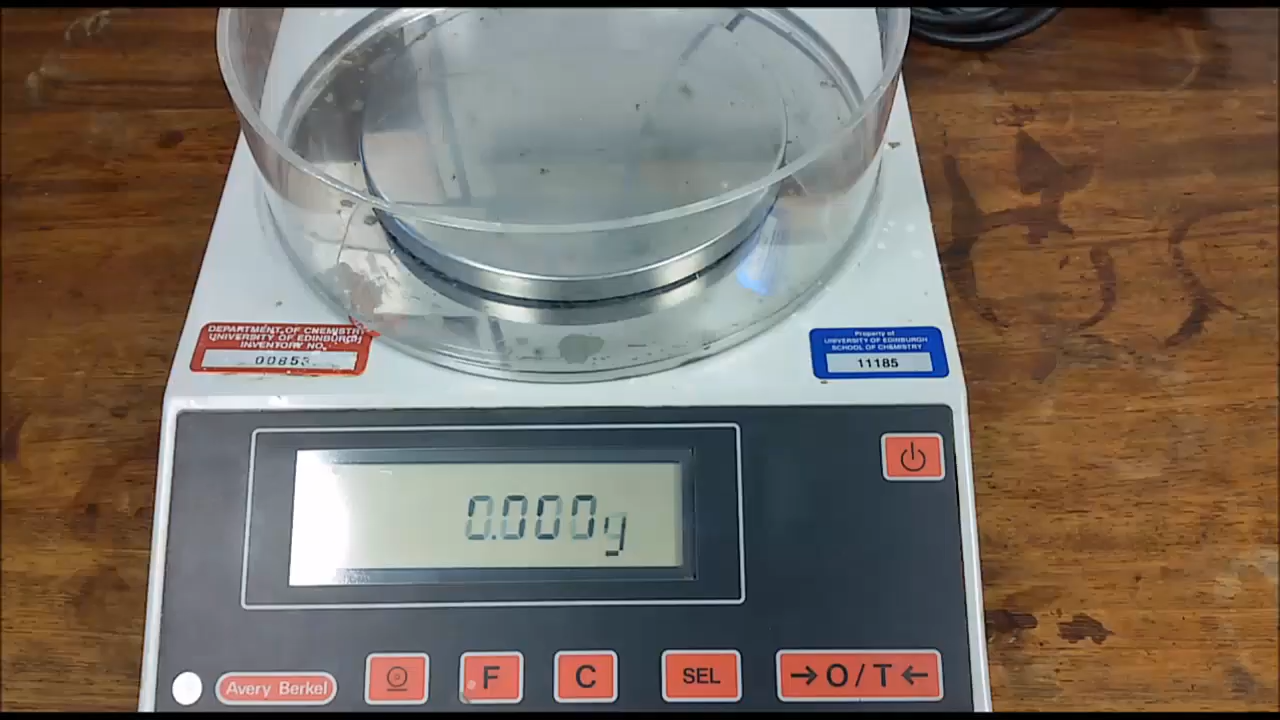 DEPARTMENT OF CHEMISTRY
UNIVERSITY OF EDINBURGH
INVENTORY NO.
00853
Property of
UNIVERSITY OF EDINBURGH
SCHOOL OF CHEMISTRY
11185
0.000g
Avery Berkel
F
C
SEL
→O/T←